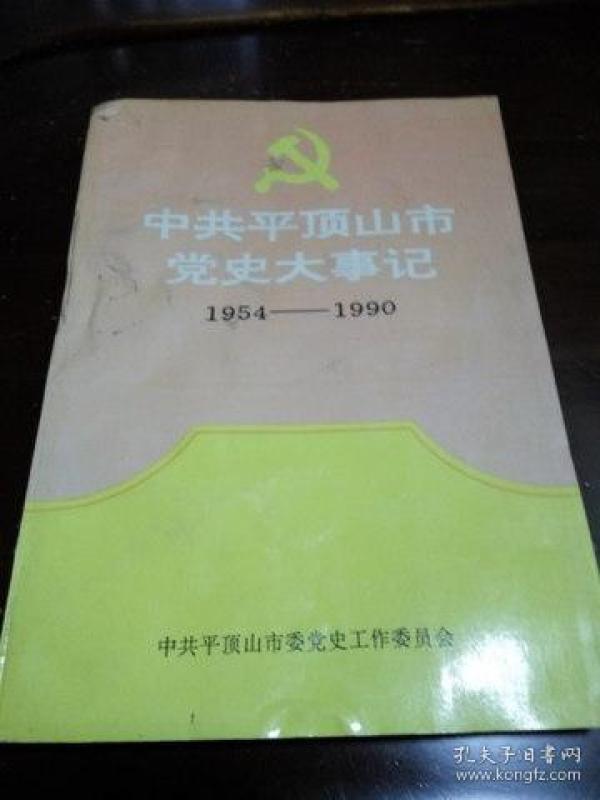 中共平顶山市
党史大事记
1954——1990
中共平顶山市委党史工作委员会
孔夫子旧书网
www.kongfz.com